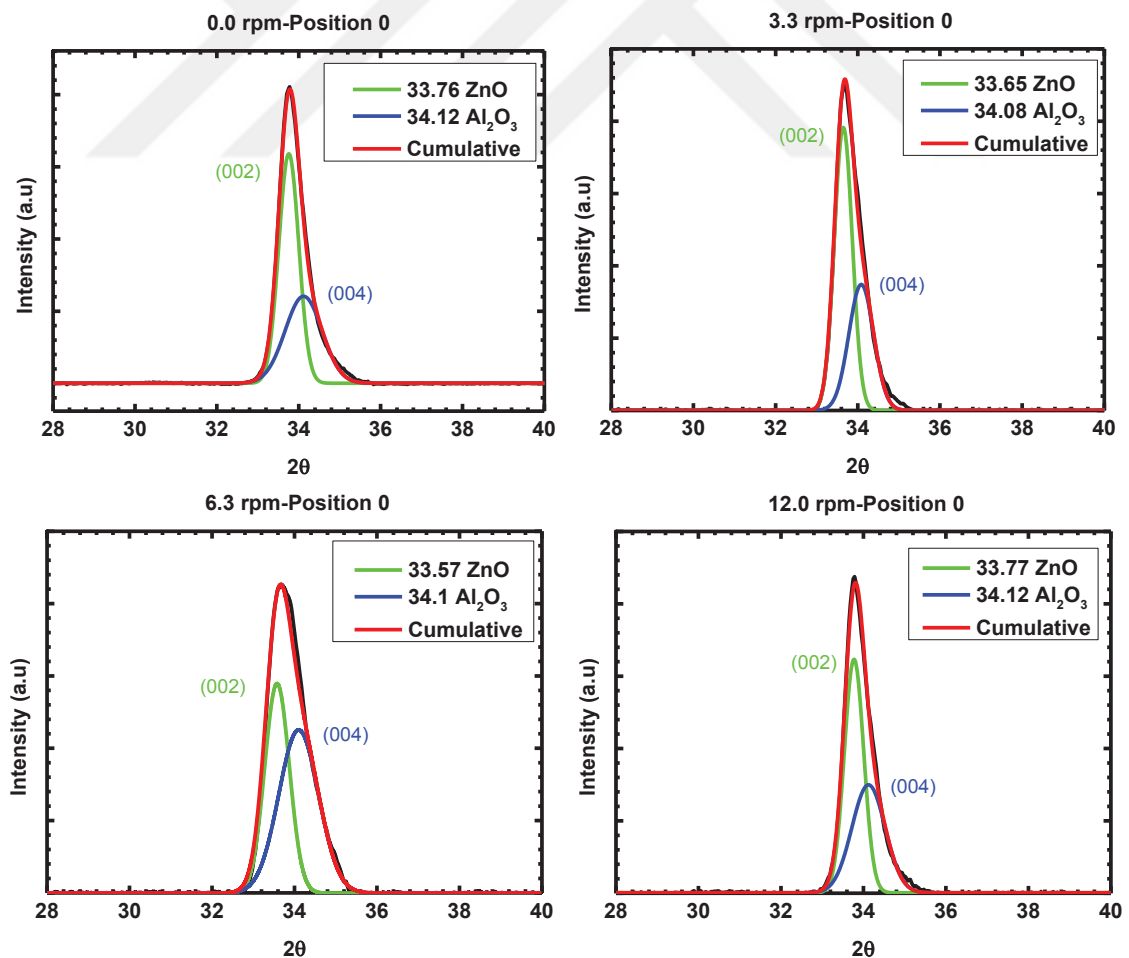 0.0 rpm-Position 0
33.76 ZnO
34.12 Al₂O₃
Cumulative
(002)
(004)
Intensity (a.u)
28 30 32 34 36 38 40
2θ
3.3 rpm-Position 0
33.65 ZnO
34.08 Al₂O₃
Cumulative
(002)
(004)
Intensity (a.u)
28 30 32 34 36 38 40
2θ
6.3 rpm-Position 0
33.57 ZnO
34.1 Al₂O₃
Cumulative
(002)
(004)
Intensity (a.u)
28 30 32 34 36 38 40
2θ
12.0 rpm-Position 0
33.77 ZnO
34.12 Al₂O₃
Cumulative
(002)
(004)
Intensity (a.u)
28 30 32 34 36 38 40
2θ